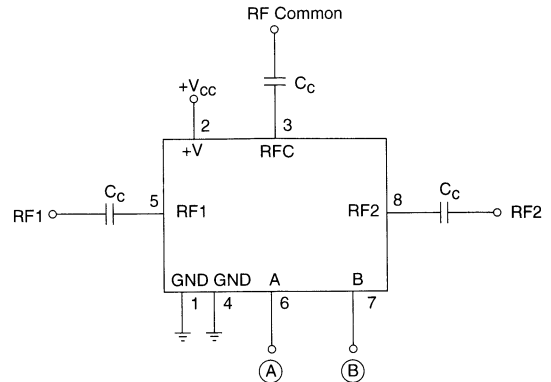 RF Common
C_C
+V_CC
2
3
+V
RFC
C_C
5
8
C_C
RF1
RF1
RF2
RF2
GND
GND
A
B
1
4
6
7
A
B